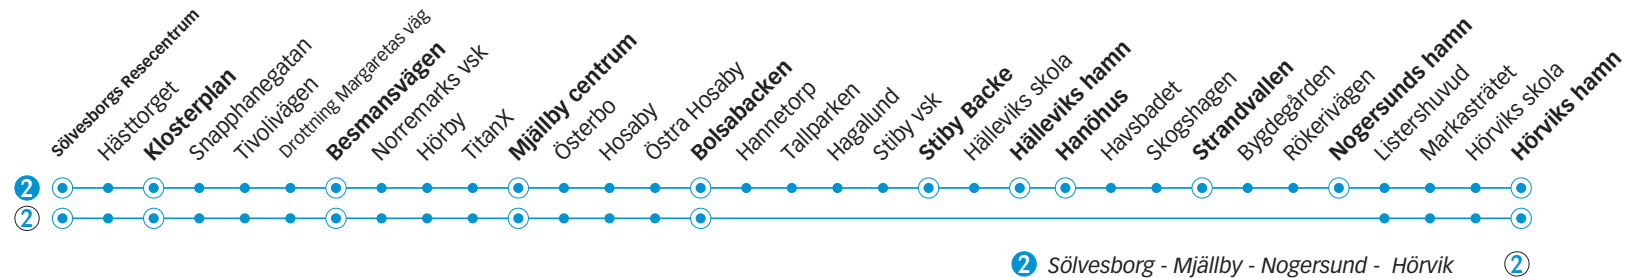 Sölvesborgs Resecentrum
Hästtorget
Klosterplan
Snapphanegatan
Tivolivägen
Drottning Margaretas väg
Besmansvägen
Norremarks vsk
Hörby
TitanX
Mjällby centrum
Österbo
Hosaby
Östra Hosaby
Bolsabacken
Hannetorp
Tallparken
Hagalund
Stiby vsk
Stiby Backe
Hälleviks skola
Hälleviks hamn
Hanöhus
Havsbadet
Skogshagen
Strandvallen
Bygdegården
Rökerivägen
Nogersunds hamn
Listershuvud
Markasträtet
Hörviks skola
Hörviks hamn
2
2
2 Sölvesborg - Mjällby - Nogersund - Hörvik 2